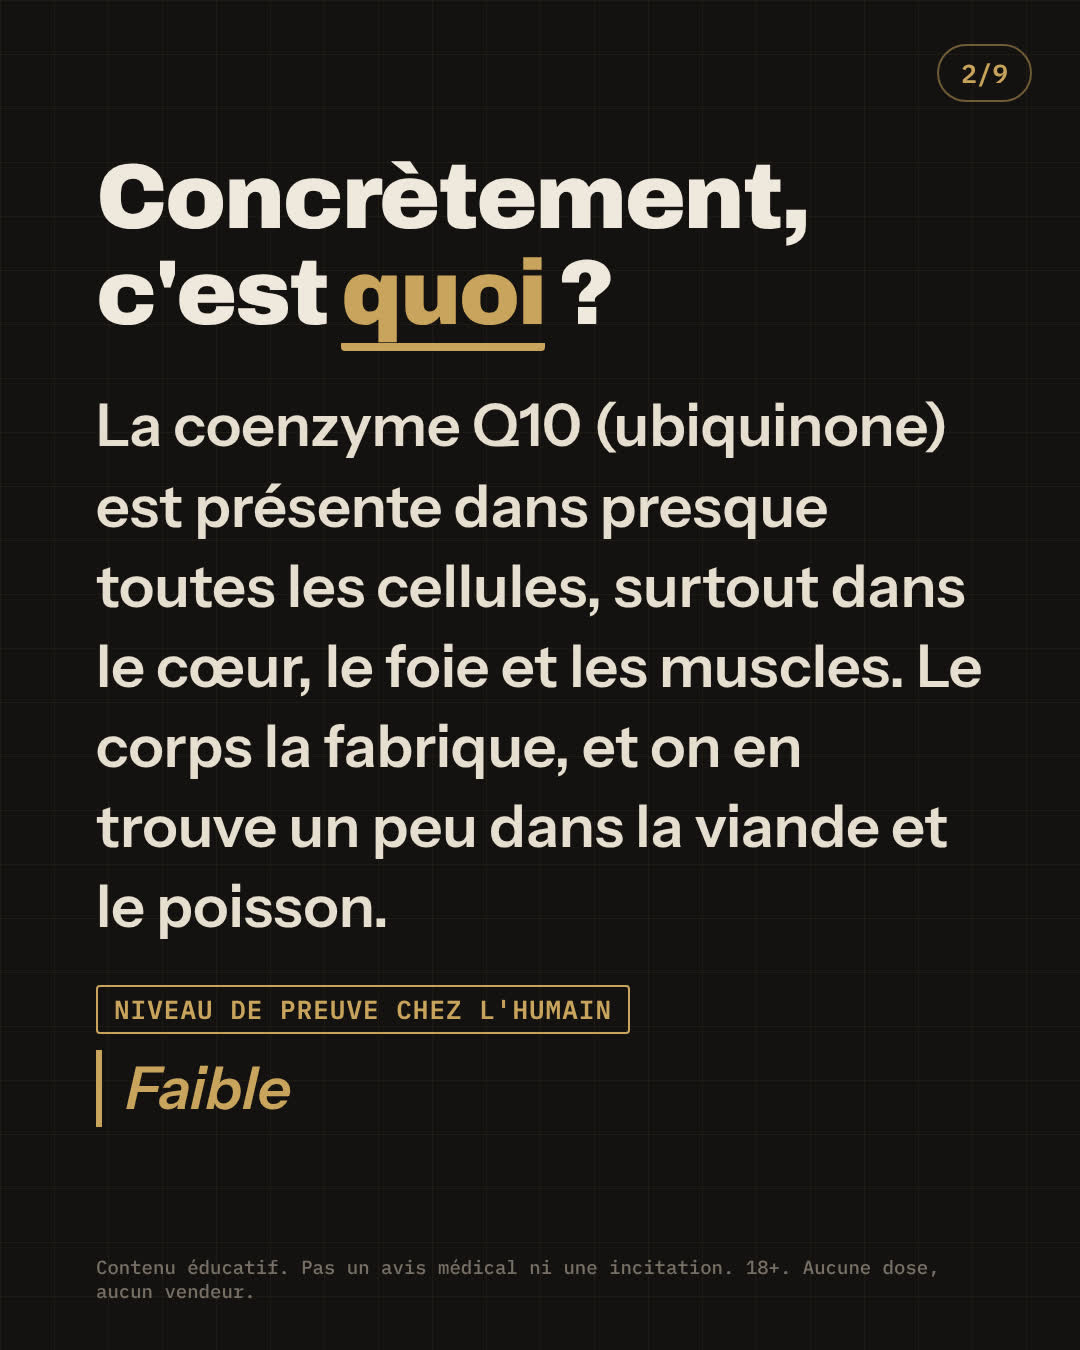 2/9
Concrètement,
c'est quoi ?
La coenzyme Q10 (ubiquinone)
est présente dans presque
toutes les cellules, surtout dans
le cœur, le foie et les muscles. Le
corps la fabrique, et on en
trouve un peu dans la viande et
le poisson.
NIVEAU DE PREUVE CHEZ L'HUMAIN
Faible
Contenu éducatif. Pas un avis médical ni une incitation. 18+. Aucune dose,
aucun vendeur.